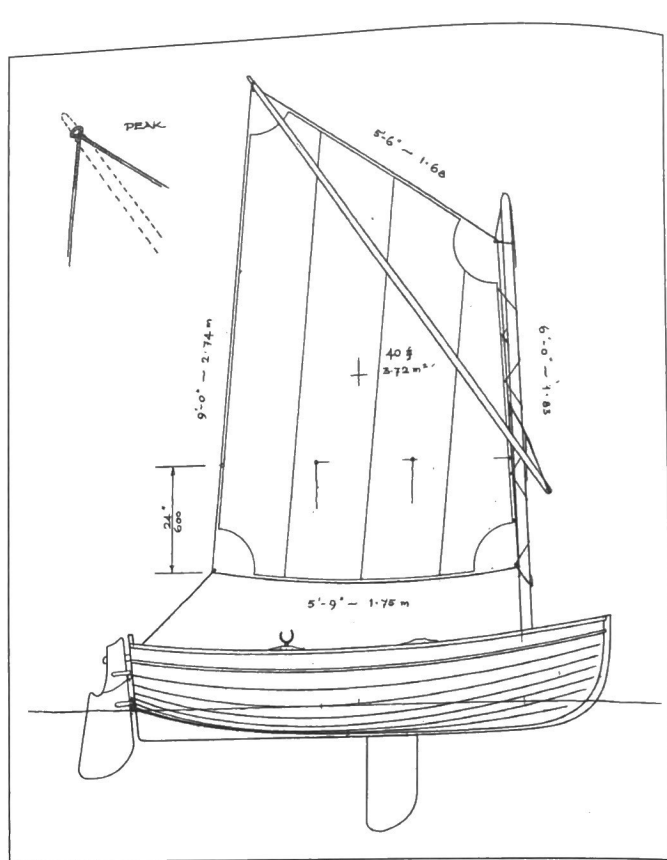 PEAK
5'-6" ~ 1.68
9'-0" ~ 2.74 m
6'-0" ~ 1.83
40
3.72 m²
24"
600
5'-9" ~ 1.75 m